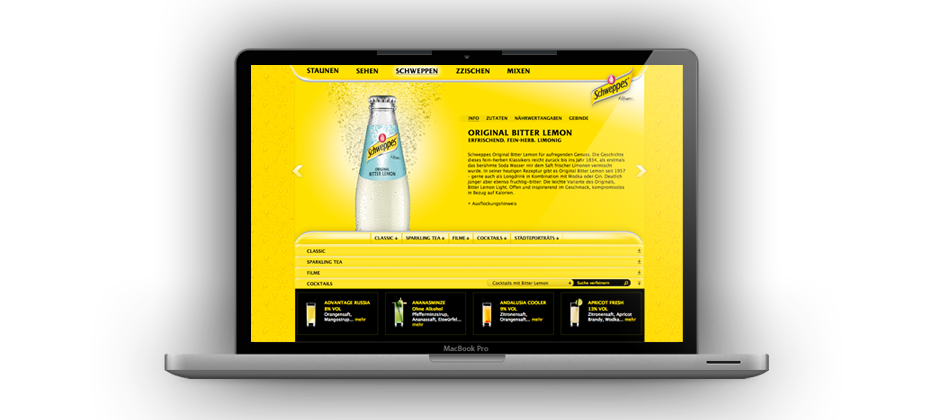 STAUNEN SEHEN SCHWEPPEN ZZISCHEN MIXEN
Schweppes
INFO ZUTATEN NÄHRWERTANGABEN GEBINDE
ORIGINAL BITTER LEMON
ERFRISCHEND. FEIN-HERB. LIMONIG
Schweppes Original Bitter Lemon für aufregenden Genuss. Die Geschichte
dieses fein-herben Klassikers reicht zurück bis ins Jahr 1834, als erstmals
das berühmte Soda Wasser mit dem Saft frischer Limonen vermischt
wurde. In seiner heutigen Rezeptur gibt es Original Bitter Lemon seit 1957
- gerne auch als Longdrink in Kombination mit Wodka oder Gin. Deutlich
jünger aber ebenso fruchtig-bitter: Die leichte Variante des Originals,
Bitter Lemon Light. Offen und inspirierend im Geschmack, kompromisslos
in Bezug auf Kalorien.
» Ausflockungshinweis
Schweppes
ORIGINAL
BITTER LEMON
CLASSIC SPARKLING TEA FILME COCKTAILS STÄDTEPORTRÄTS
CLASSIC
SPARKLING TEA
FILME
COCKTAILS Cocktails mit Bitter Lemon Suche verfeinern
ADVANTAGE RUSSIA
8% VOL
Orangensaft,
Mangosirup... mehr
ANANASMINZE
Ohne Alkohol
Pfefferminzsirup,
Ananassaft, Eiswürfel...
mehr
ANDALUSIA COOLER
9% VOL
Zitronensaft,
Orangensaft... mehr
APRICOT FRESH
13% VOL
Zitronensaft, Apricot
Brandy, Wodka... mehr
MacBook Pro